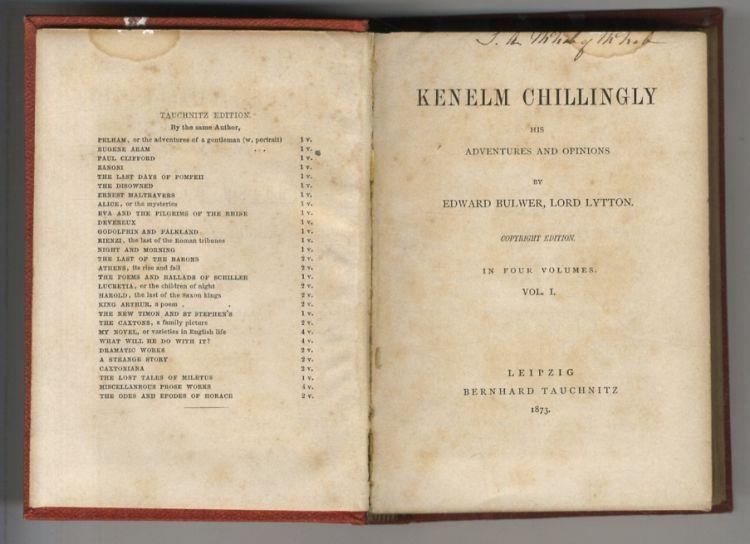 TAUCHNITZ EDITION.
By the same Author,
PELHAM, or the adventures of a gentleman (w. portrait) 1 v.
EUGENE ARAM 1 v.
PAUL CLIFFORD 1 v.
ZANONI 1 v.
THE LAST DAYS OF POMPEII 1 v.
THE DISOWNED 1 v.
ERNEST MALTRAVERS 1 v.
ALICE, or the mysteries 1 v.
EVA AND THE PILGRIMS OF THE RHINE 1 v.
DEVEREUX 1 v.
GODOLPHIN AND FALKLAND 1 v.
RIENZI, the last of the Roman tribunes 1 v.
NIGHT AND MORNING 1 v.
THE LAST OF THE BARONS 2 v.
ATHENS, its rise and fall 2 v.
THE POEMS AND BALLADS OF SCHILLER 1 v.
LUCRETIA, or the children of night 2 v.
HAROLD, the last of the Saxon kings 2 v.
KING ARTHUR, a poem . . 2 v.
THE NEW TIMON AND ST STEPHEN'S 1 v.
THE CAXTONS, a family picture 2 v.
MY NOVEL, or varieties in English life 4 v.
WHAT WILL HE DO WITH IT? 4 v.
DRAMATIC WORKS 2 v.
A STRANGE STORY 2 v.
CAXTONIANA 2 v.
THE LOST TALES OF MILETUS 1 v.
MISCELLANEOUS PROSE WORKS 4 v.
THE ODES AND EPODES OF HORACE 2 v.
KENELM CHILLINGLY
HIS
ADVENTURES AND OPINIONS
BY
EDWARD BULWER, LORD LYTTON.
COPYRIGHT EDITION.
IN FOUR VOLUMES.
VOL. I.
LEIPZIG
BERNHARD TAUCHNITZ
1873.